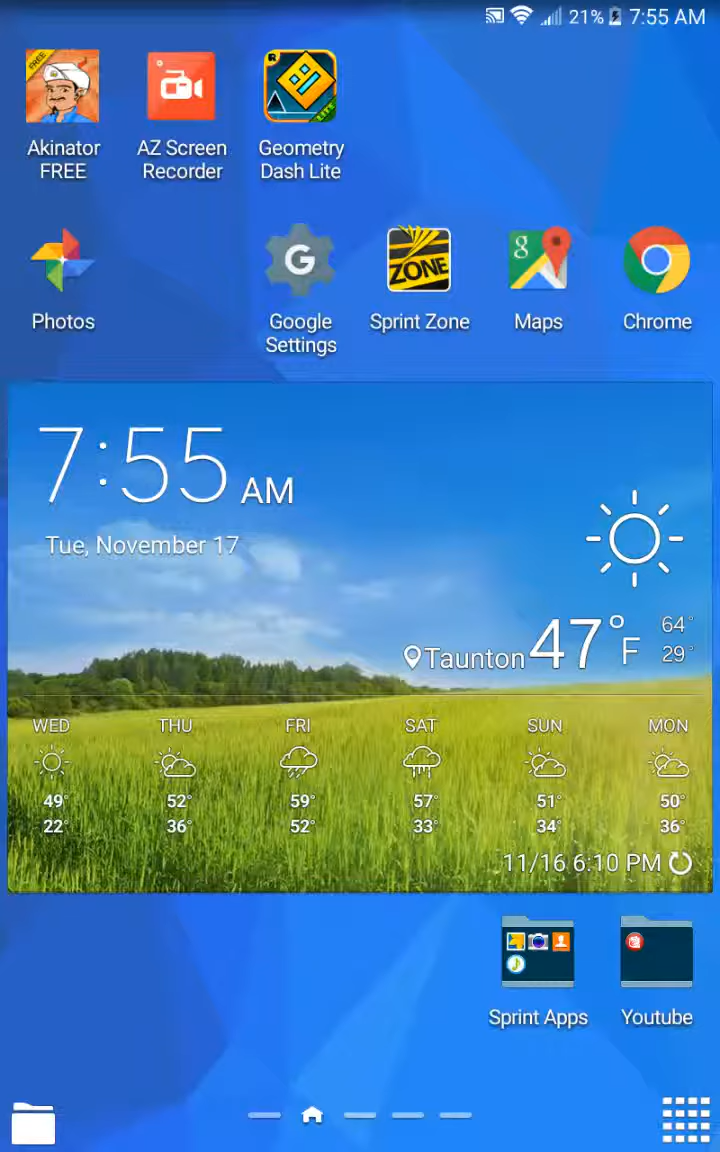 21% 7:55 AM
FREE
R
LITE
Akinator
FREE
AZ Screen
Recorder
Geometry
Dash Lite
G
ZONE
g
Photos
Google
Settings
Sprint Zone
Maps
Chrome
7:55 AM
Tue, November 17
Taunton 47°F 64° 29°
WED THU FRI SAT SUN MON
49° 52° 59° 57° 51° 50°
22° 36° 52° 33° 34° 36°
11/16 6:10 PM
Sprint Apps
Youtube